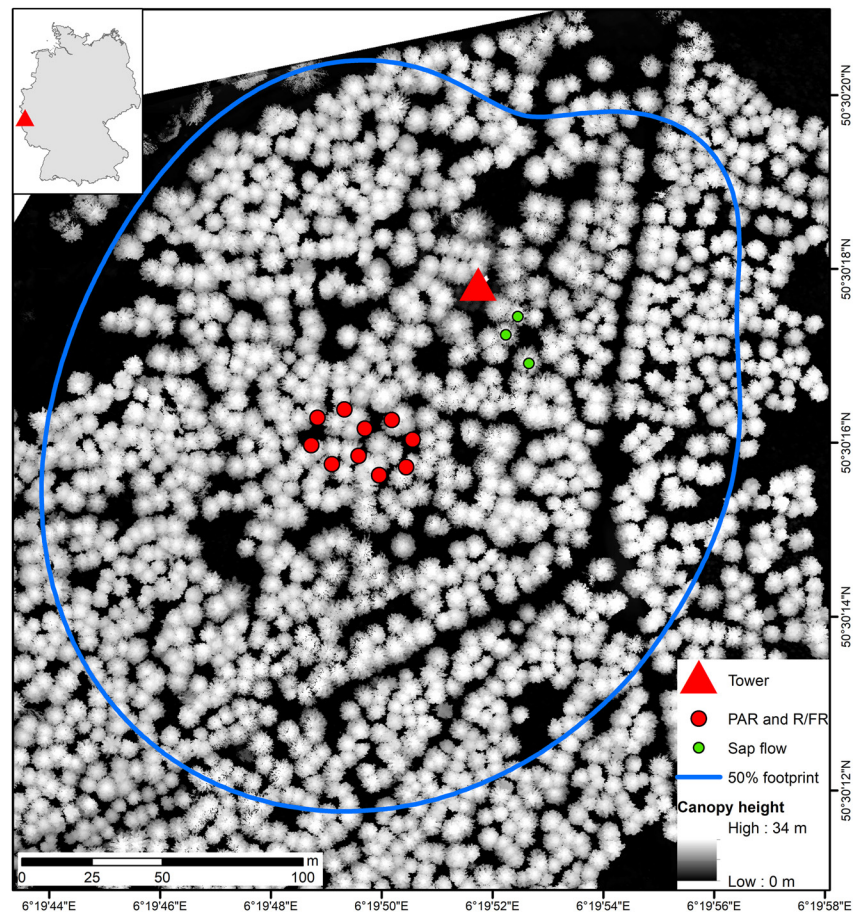 50°30'20"N
50°30'18"N
50°30'16"N
50°30'14"N
50°30'12"N
Tower
PAR and R/FR
Sap flow
50% footprint
Canopy height
High : 34 m
Low : 0 m
m
0 25 50 100
6°19'44"E 6°19'46"E 6°19'48"E 6°19'50"E 6°19'52"E 6°19'54"E 6°19'56"E 6°19'58"E